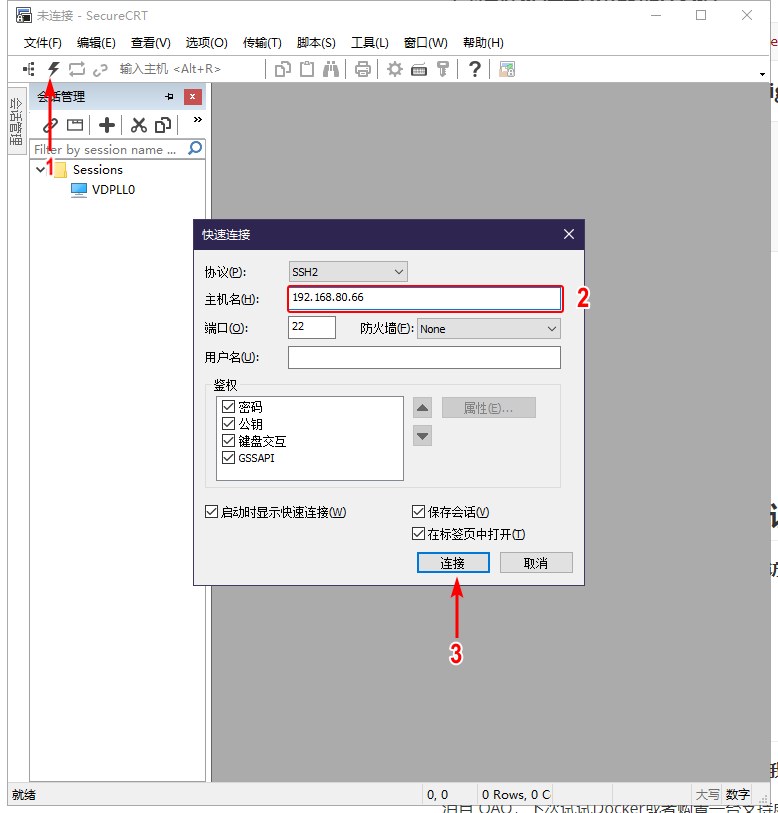 未连接 - SecureCRT
文件(F) 编辑(E) 查看(V) 选项(O) 传输(T) 脚本(S) 工具(L) 窗口(W) 帮助(H)
输入主机 <Alt+R>
会话管理
会话管理
Filter by session name ...
1
Sessions
VDPLL0
快速连接
协议(P): SSH2
主机名(H): 192.168.80.66
2
端口(O): 22 防火墙(F): None
用户名(U):
鉴权
密码
公钥
键盘交互
GSSAPI
属性(E)...
启动时显示快速连接(W) 保存会话(V)
在标签页中打开(T)
连接 取消
3
就绪 0, 0 0 Rows, 0 C 大写 数字